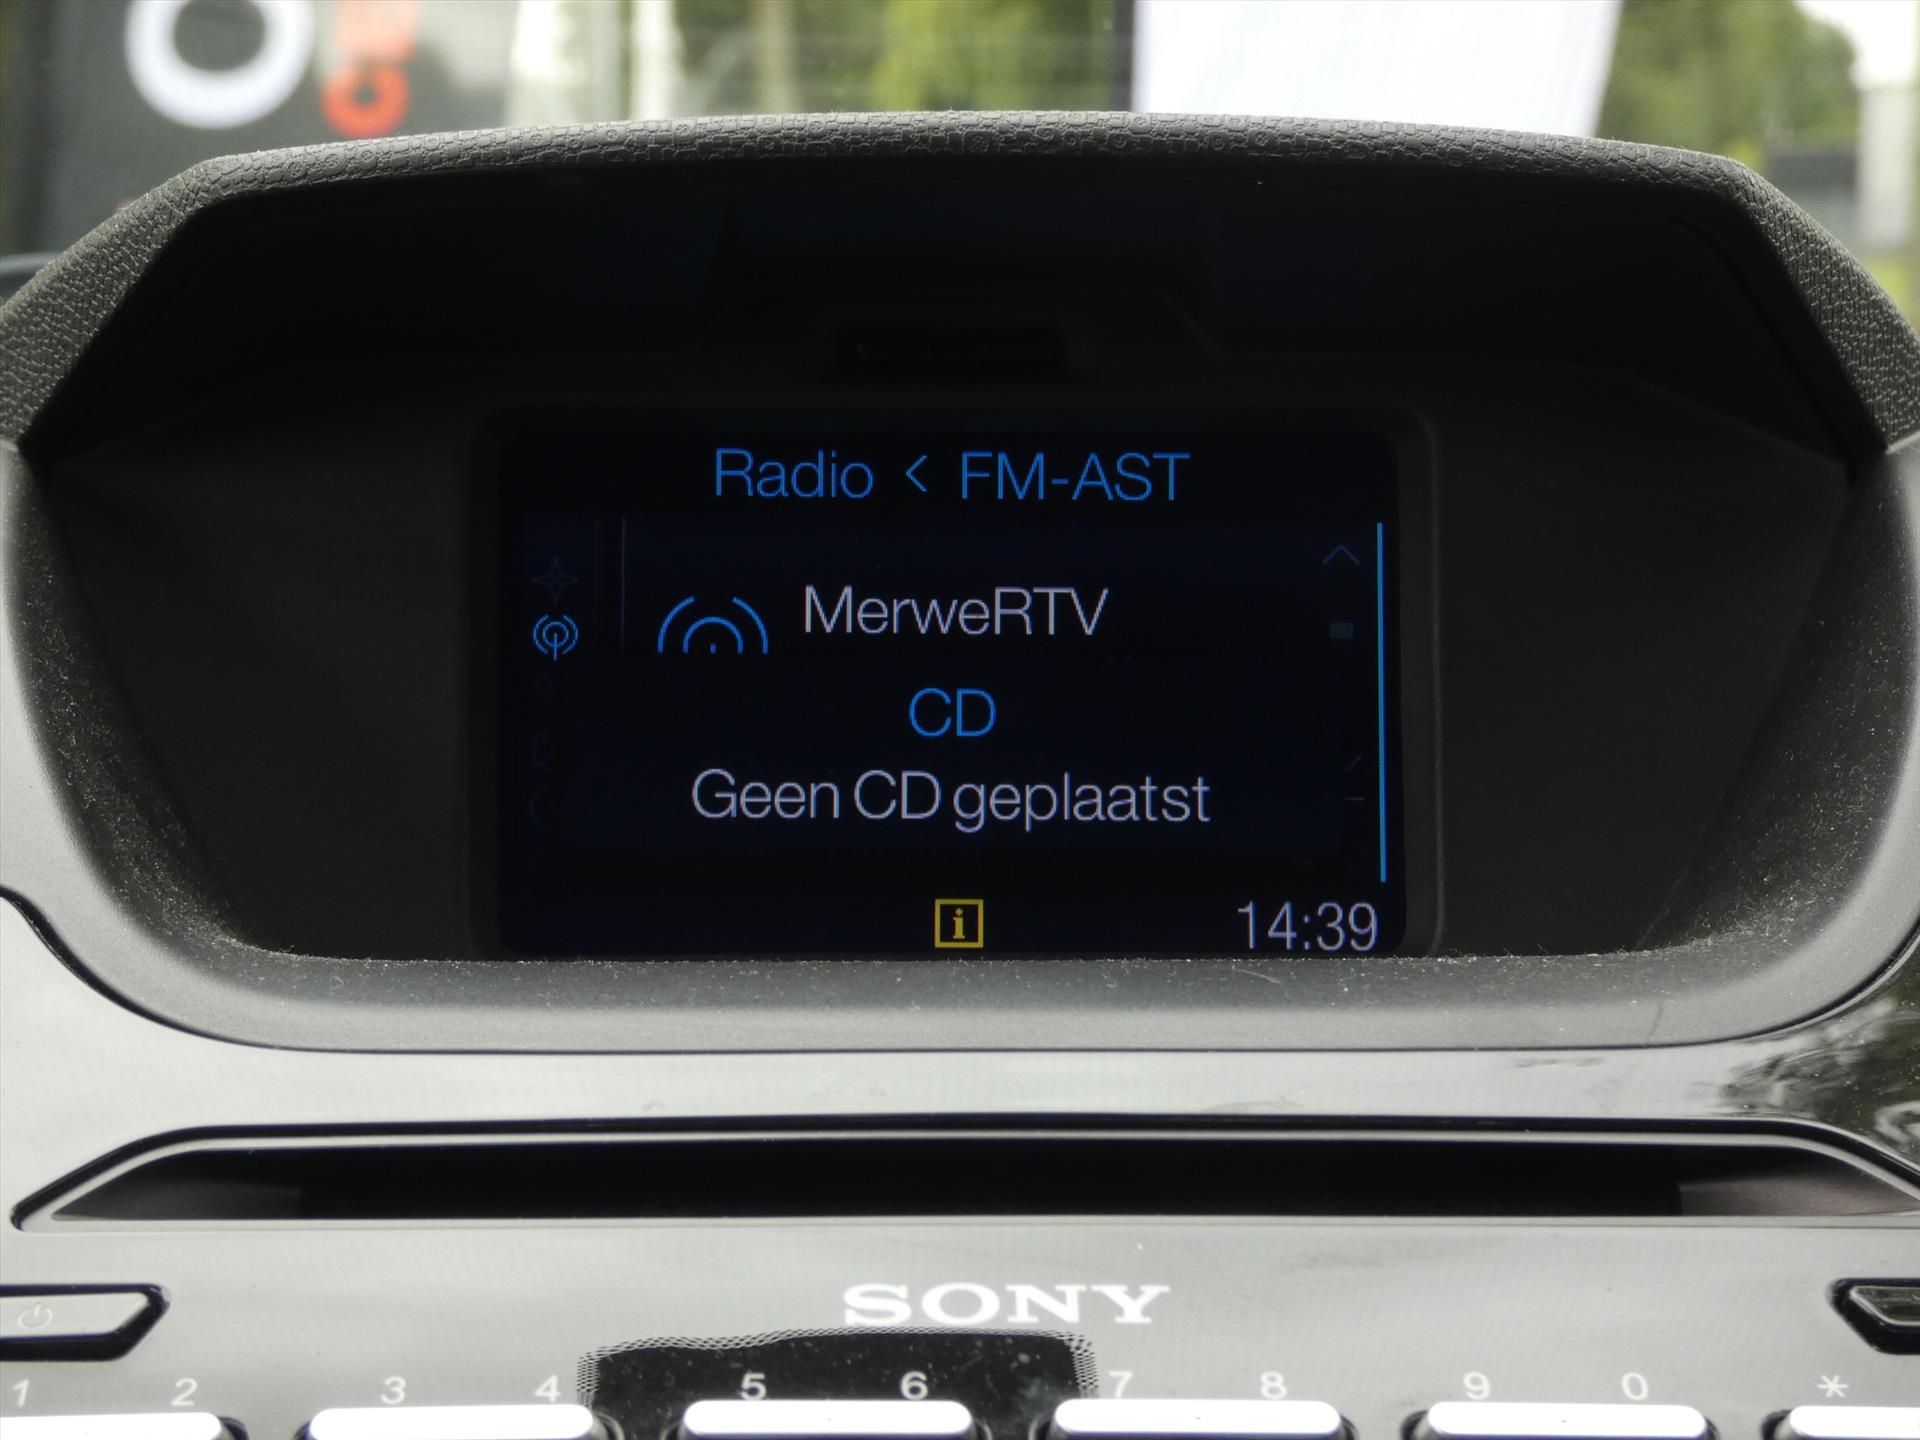 Radio < FM-AST
MerweRTV
CD
Geen CD geplaatst
i
14:39
SONY
1 2 3 4 5 6 7 8 9 0 *